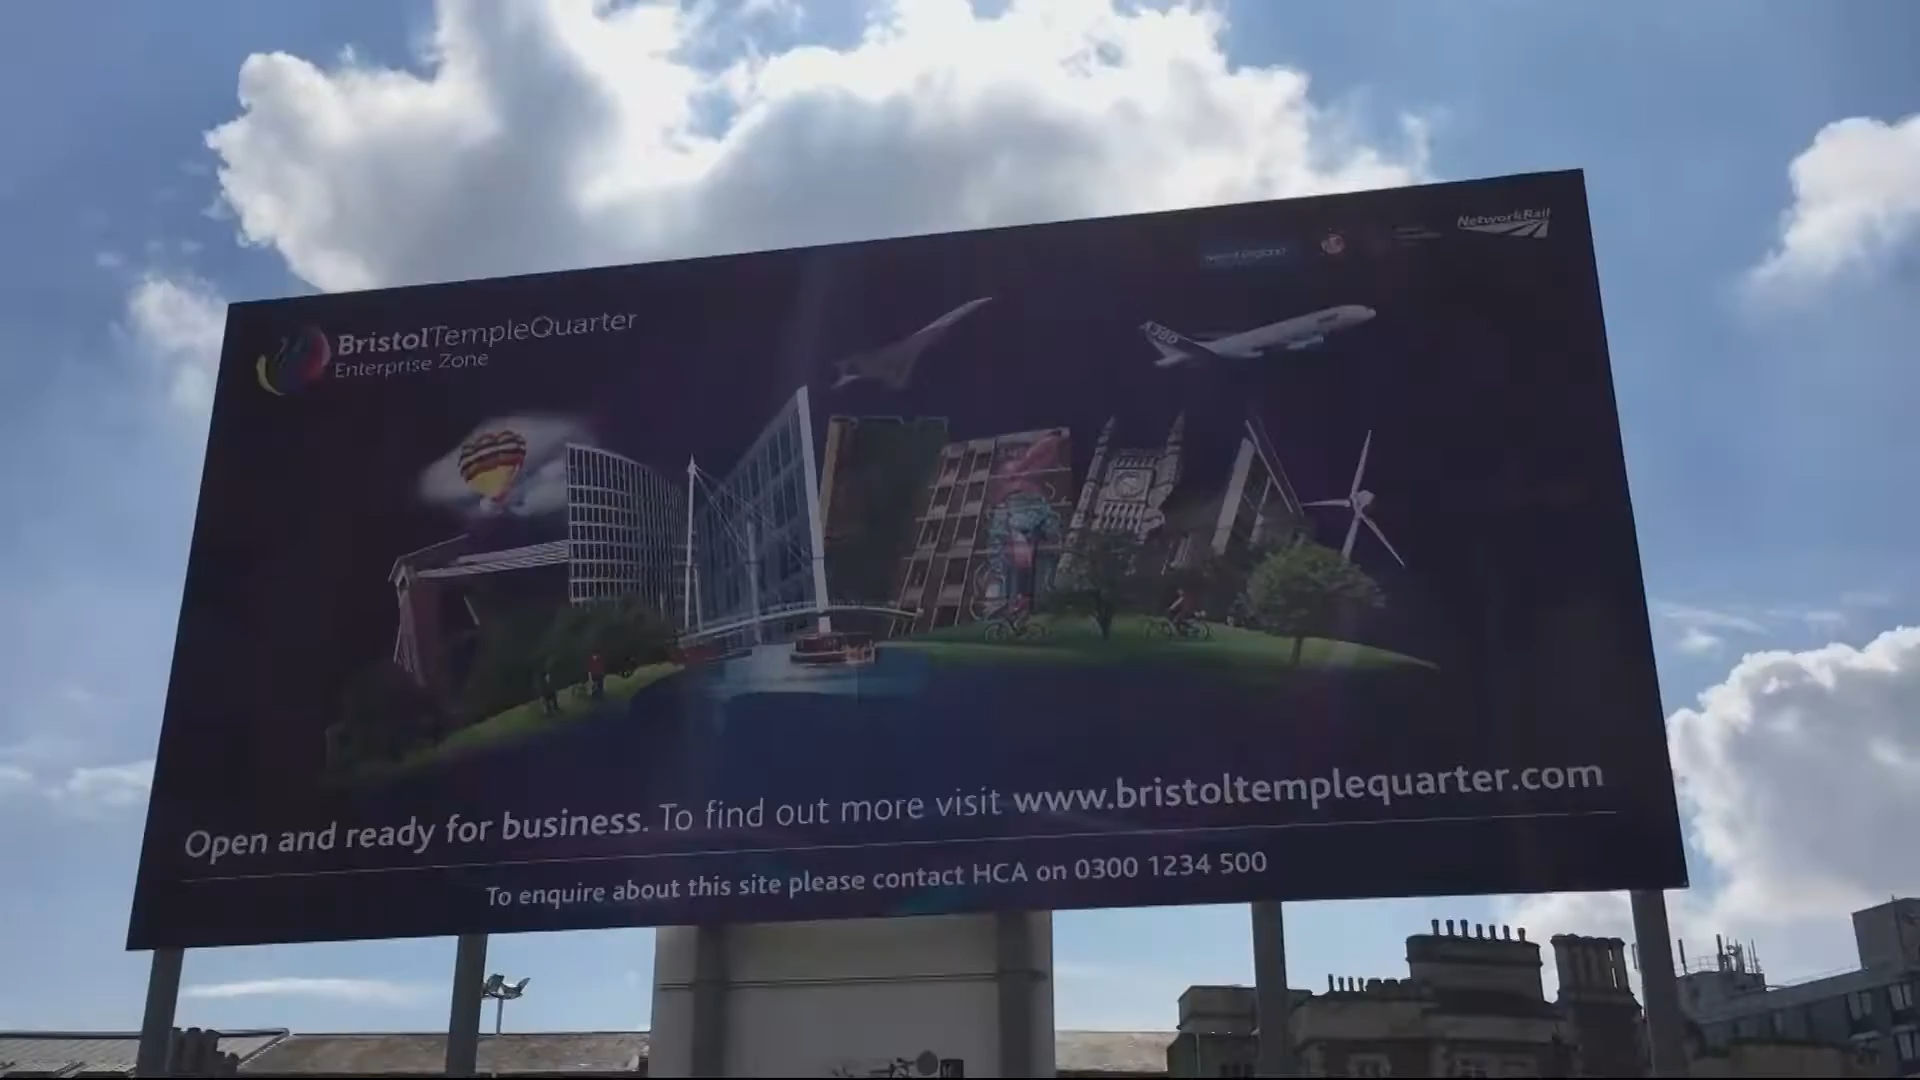 NetworkRail
BristolTempleQuarter
Enterprise Zone
A380
Open and ready for business. To find out more visit www.bristoltemplequarter.com
To enquire about this site please contact HCA on 0300 1234 500